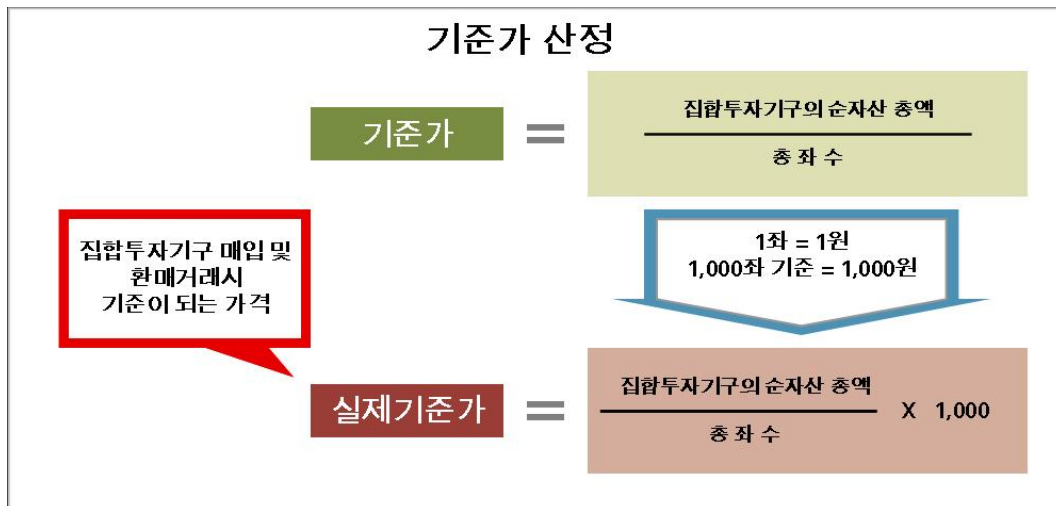 기준가 산정
기준가
=
집합투자기구의 순자산 총액
총 좌 수
집합투자기구 매입 및
환매거래시
기준이 되는 가격
1좌 = 1원
1,000좌 기준 = 1,000원
실제기준가
=
집합투자기구의 순자산 총액
총 좌 수
X 1,000